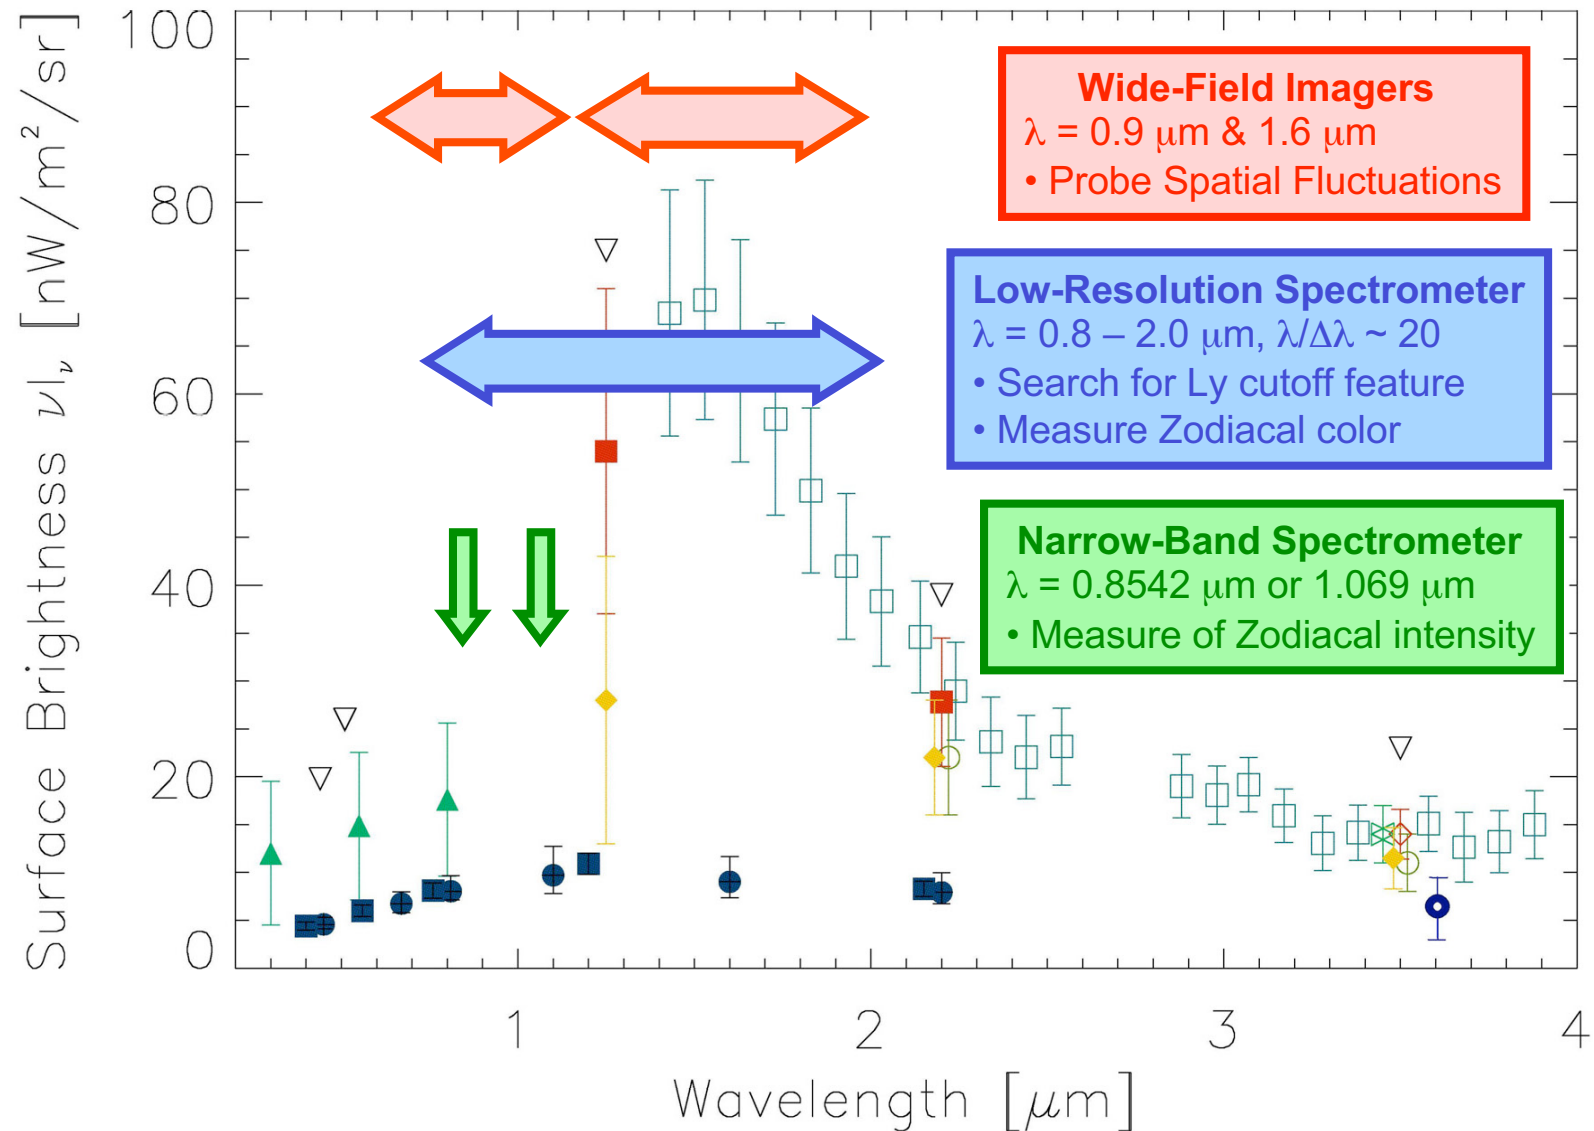 Surface Brightness νIν [nW/m²/sr]
100
80
60
40
20
0
Wide-Field Imagers
λ = 0.9 μm & 1.6 μm
• Probe Spatial Fluctuations
Low-Resolution Spectrometer
λ = 0.8 – 2.0 μm, λ/Δλ ~ 20
• Search for Ly cutoff feature
• Measure Zodiacal color
Narrow-Band Spectrometer
λ = 0.8542 μm or 1.069 μm
• Measure of Zodiacal intensity
1 2 3 4
Wavelength [μm]